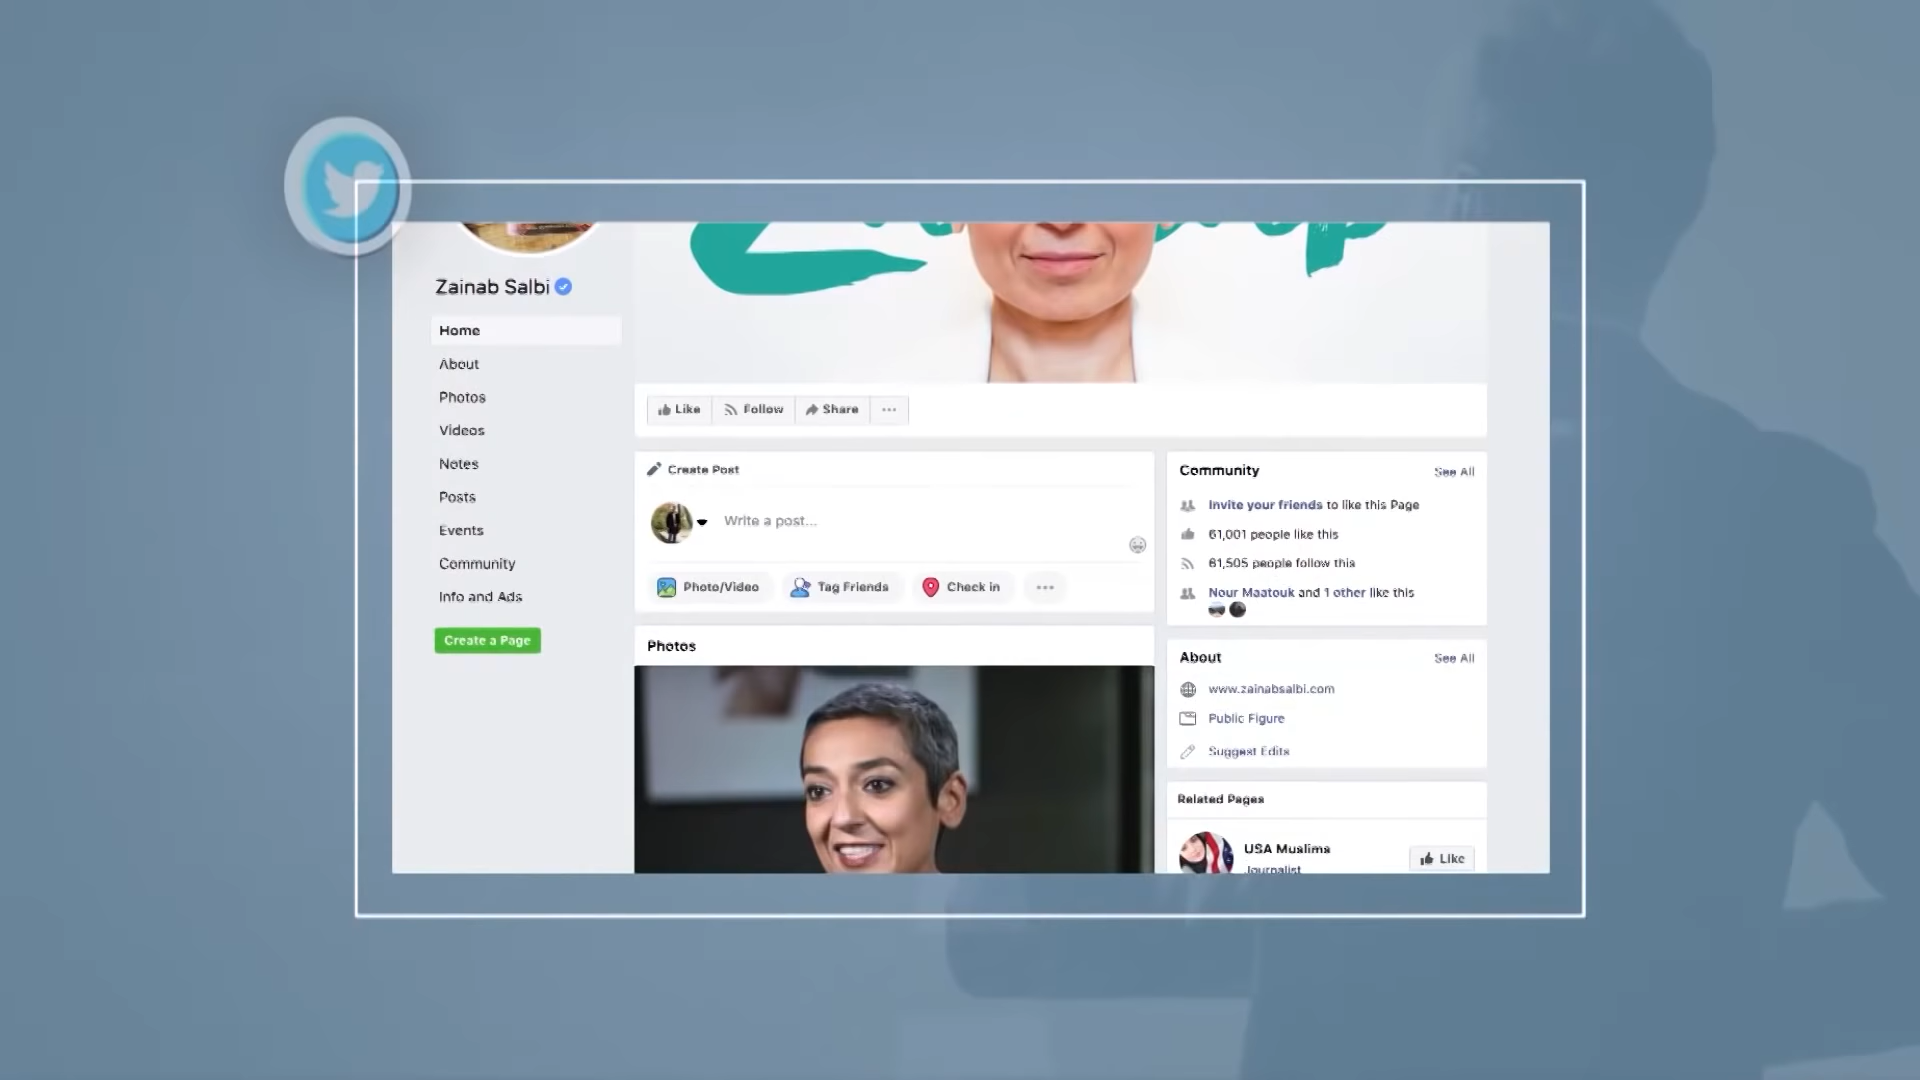 Zainab Salbi
Home
About
Photos
Videos
Notes
Posts
Events
Community
Info and Ads
Create a Page
Like
Follow
Share
Create Post
Write a post...
Photo/Video
Tag Friends
Check in
Photos
Community
See All
Invite your friends to like this Page
61,001 people like this
61,505 people follow this
Nour Maatouk and 1 other like this
About
See All
www.zainabsalbi.com
Public Figure
Suggest Edits
Related Pages
USA Muslims
Like
Journalist